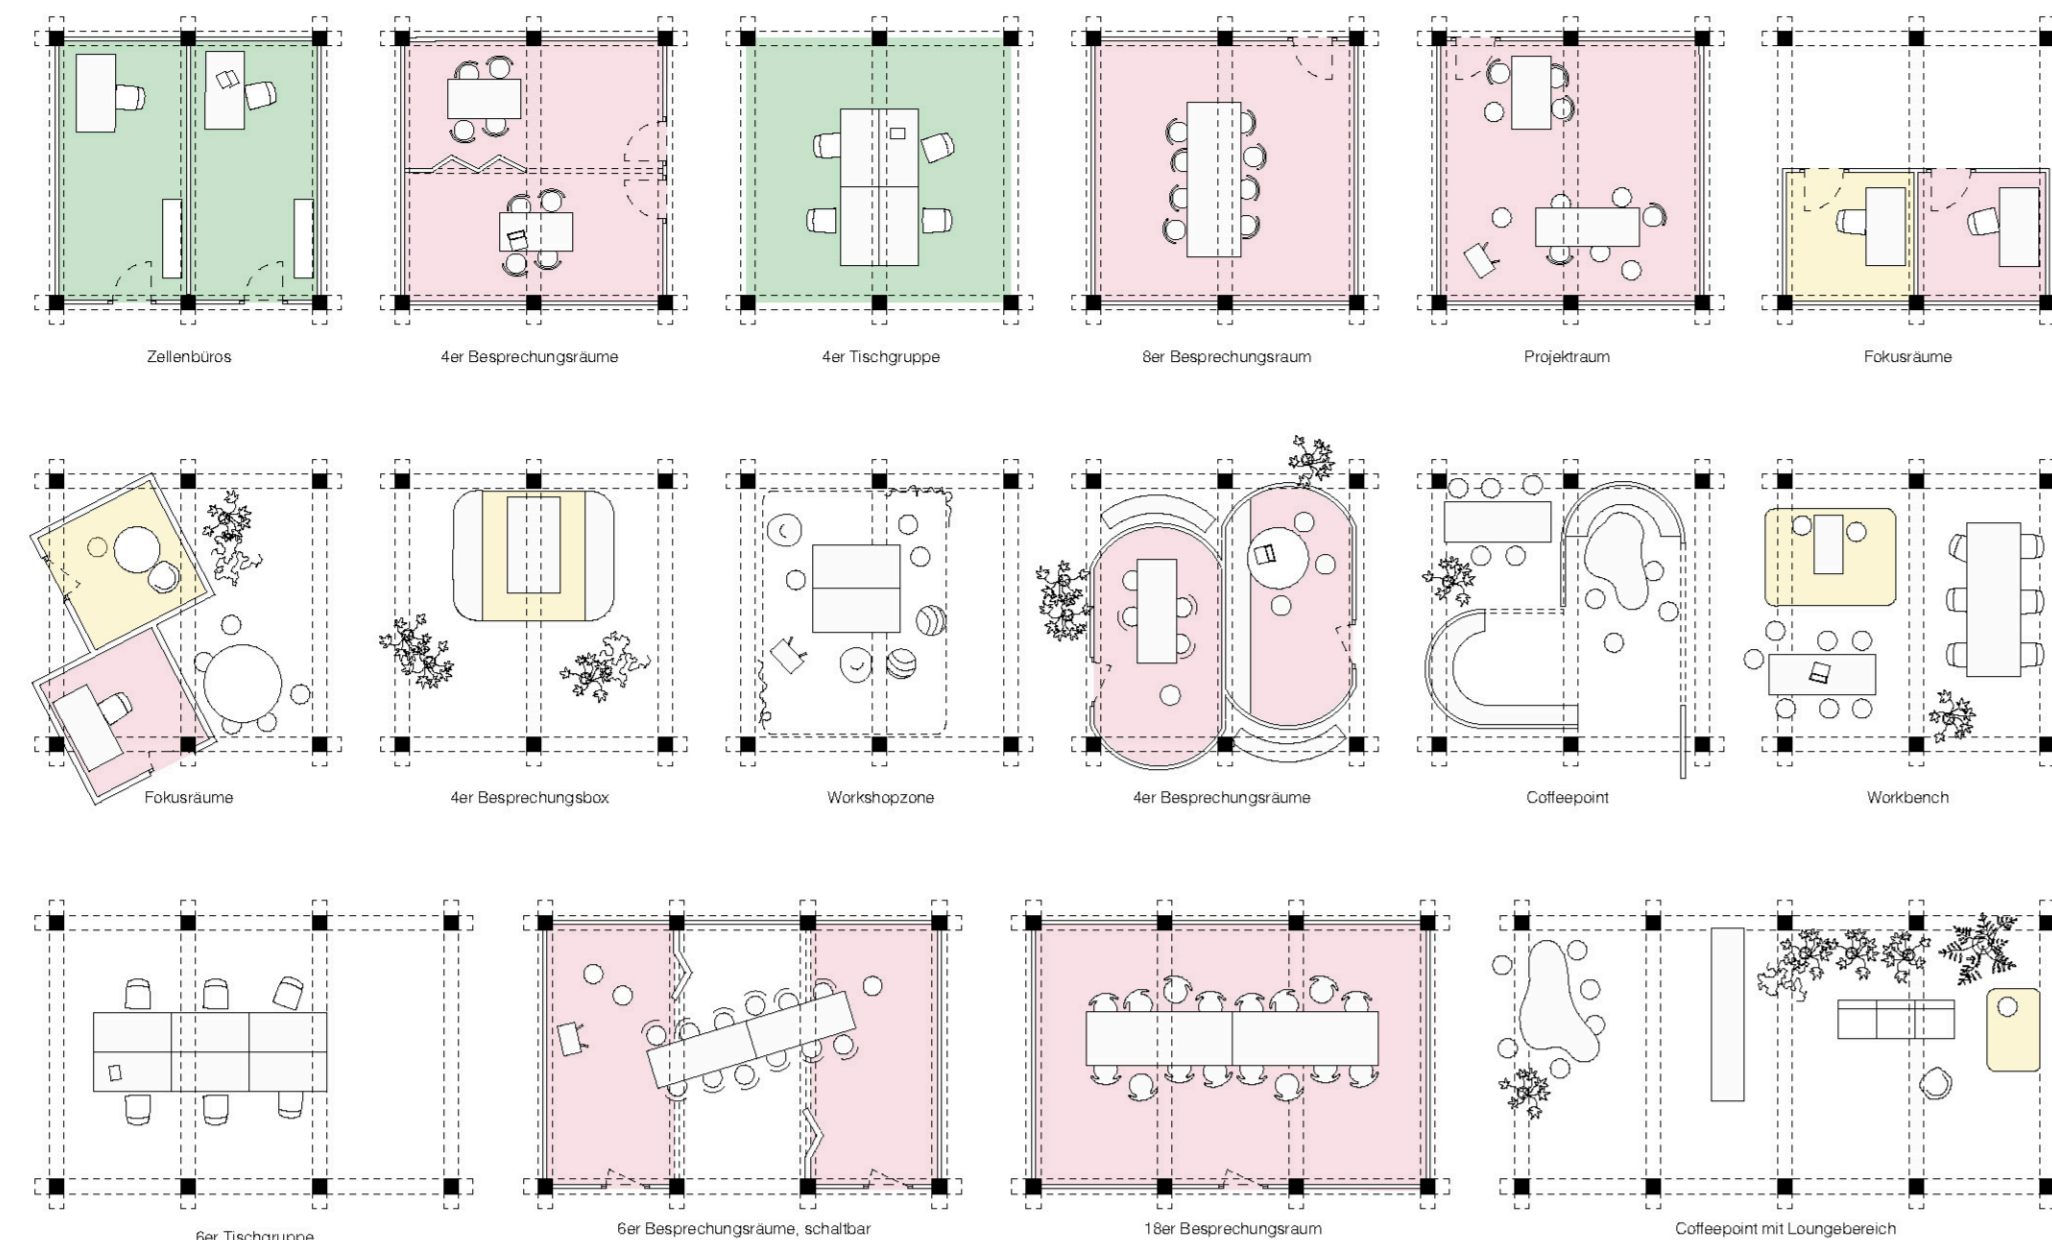 Zellenbüros
4er Besprechungsräume
4er Tischgruppe
8er Besprechungsraum
Projektraum
Fokusräume
Fokusräume
4er Besprechungsbox
Workshopzone
4er Besprechungsräume
Coffeepoint
Workbench
6er Tischgruppe
6er Besprechungsräume, schaltbar
18er Besprechungsraum
Coffeepoint mit Loungebereich